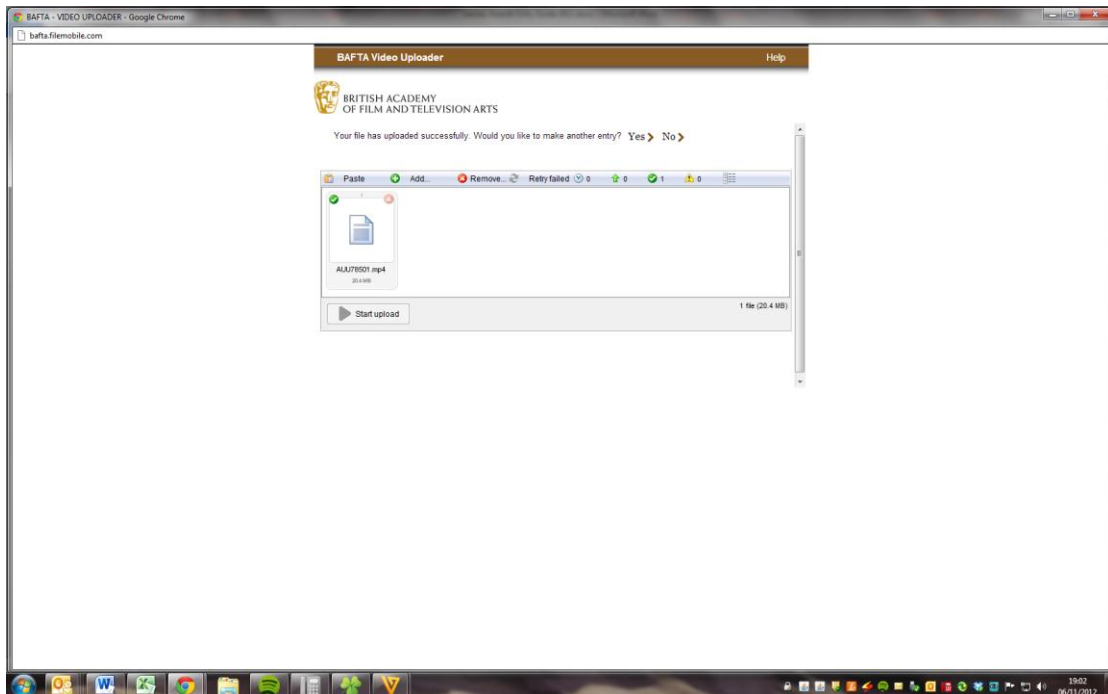 BAFTA - VIDEO UPLOADER - Google Chrome
bafta.filemobile.com
BAFTA Video Uploader Help
BRITISH ACADEMY
OF FILM AND TELEVISION ARTS
Your file has uploaded successfully. Would you like to make another entry? Yes No
Paste Add... Remove... Retry failed 0 0 1 0
1
AUU78501.mp4
20.4 MB
Start upload
1 file (20.4 MB)
19:02
06/11/2012